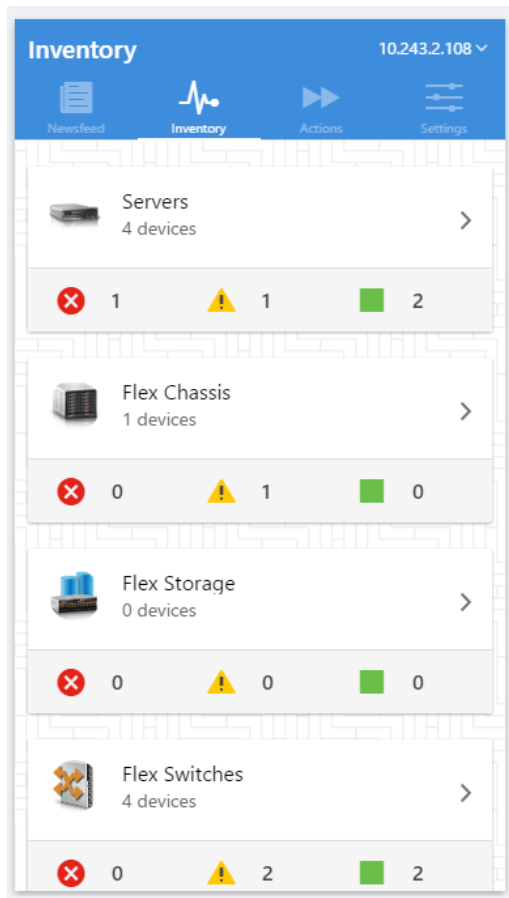 Inventory 10.243.2.108
Newsfeed Inventory Actions Settings
Servers
4 devices
1 1 2
Flex Chassis
1 devices
0 1 0
Flex Storage
0 devices
0 0 0
Flex Switches
4 devices
0 2 2